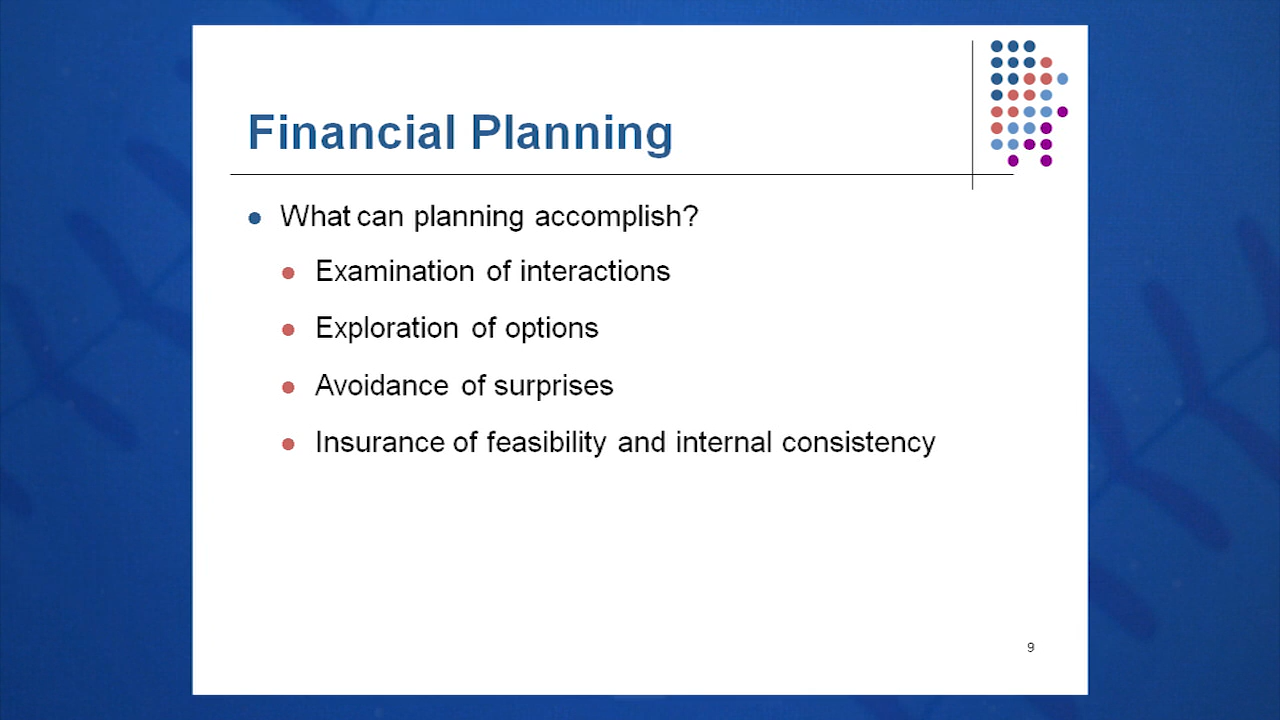 Financial Planning
What can planning accomplish?
Examination of interactions
Exploration of options
Avoidance of surprises
Insurance of feasibility and internal consistency
9